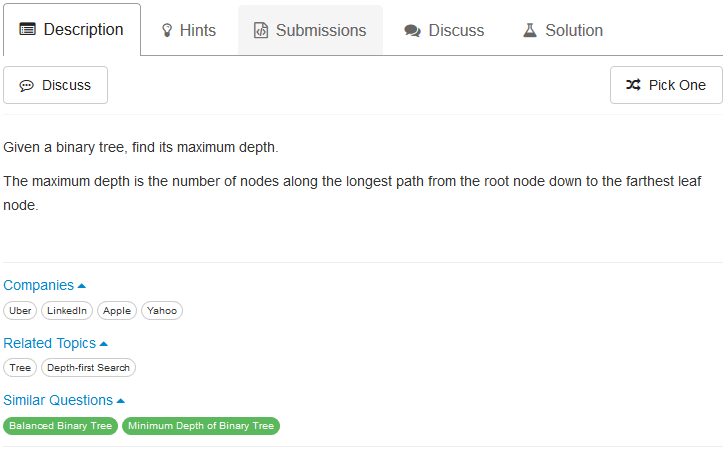 Description Hints Submissions Discuss Solution
Discuss Pick One
Given a binary tree, find its maximum depth.
The maximum depth is the number of nodes along the longest path from the root node down to the farthest leaf
node.
Companies
Uber LinkedIn Apple Yahoo
Related Topics
Tree Depth-first Search
Similar Questions
Balanced Binary Tree Minimum Depth of Binary Tree